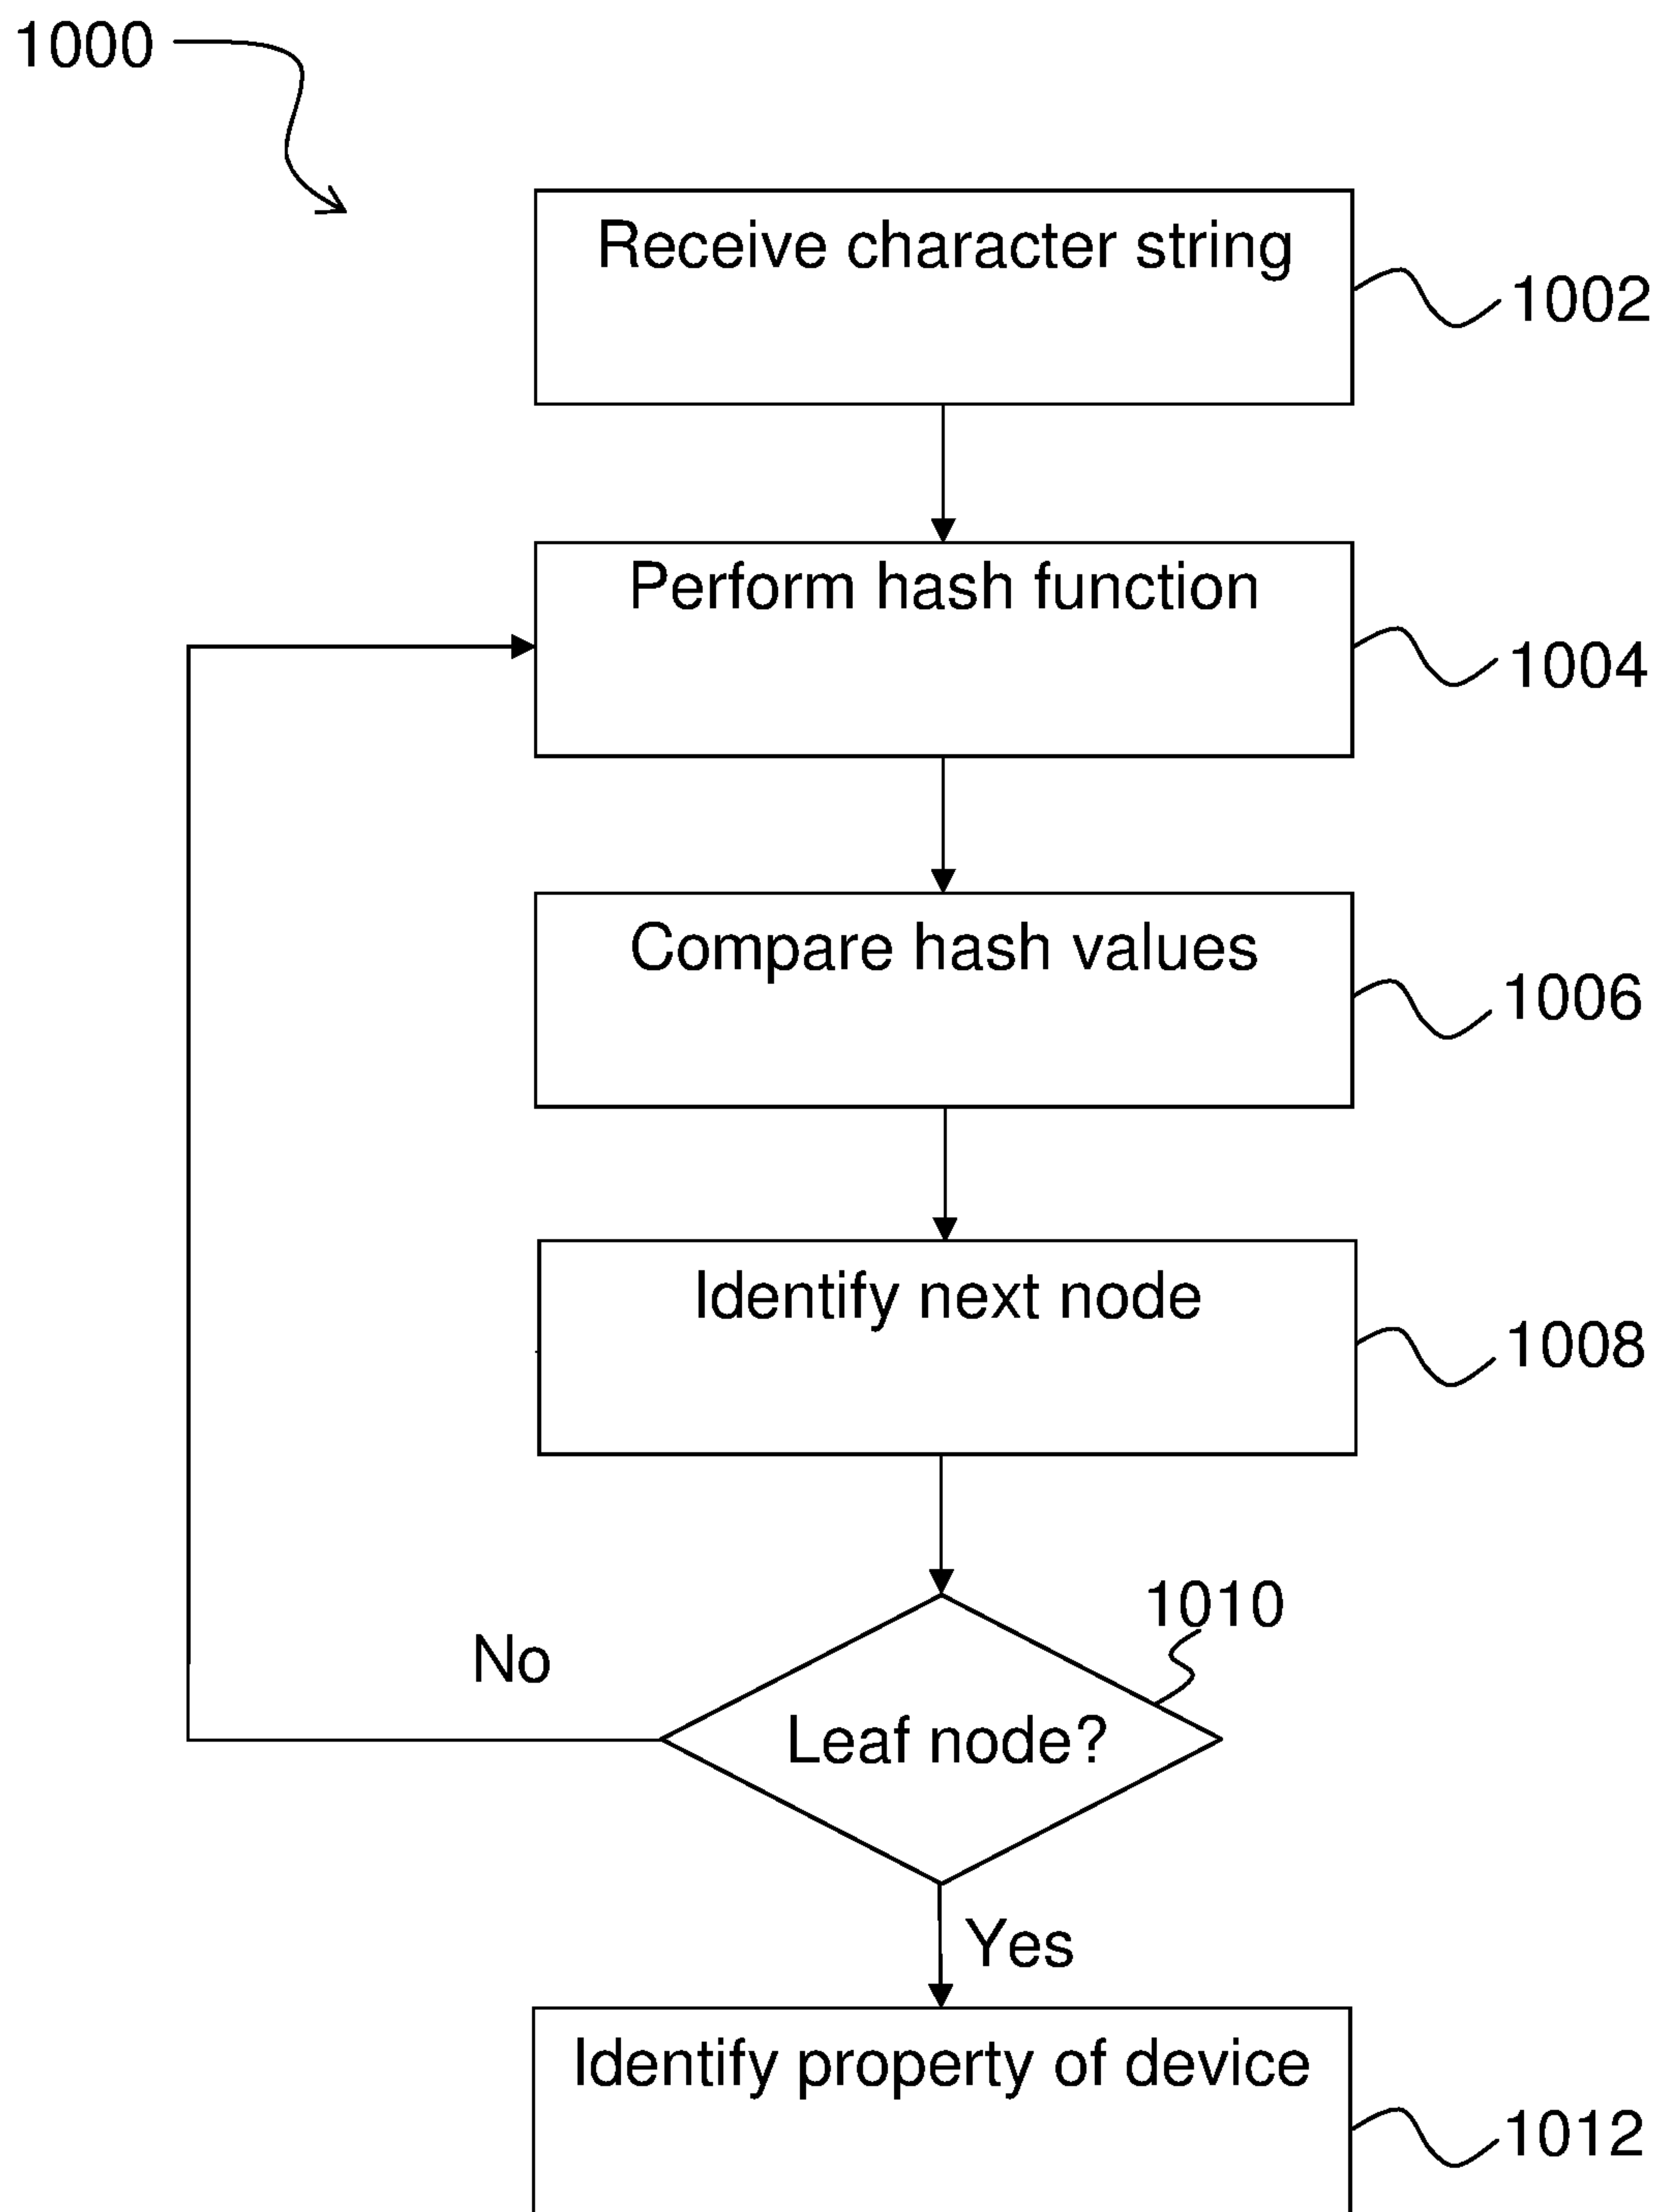 1000
Receive character string
1002
Perform hash function
1004
Compare hash values
1006
Identify next node
1008
1010
No
Leaf node?
Yes
Identify property of device
1012